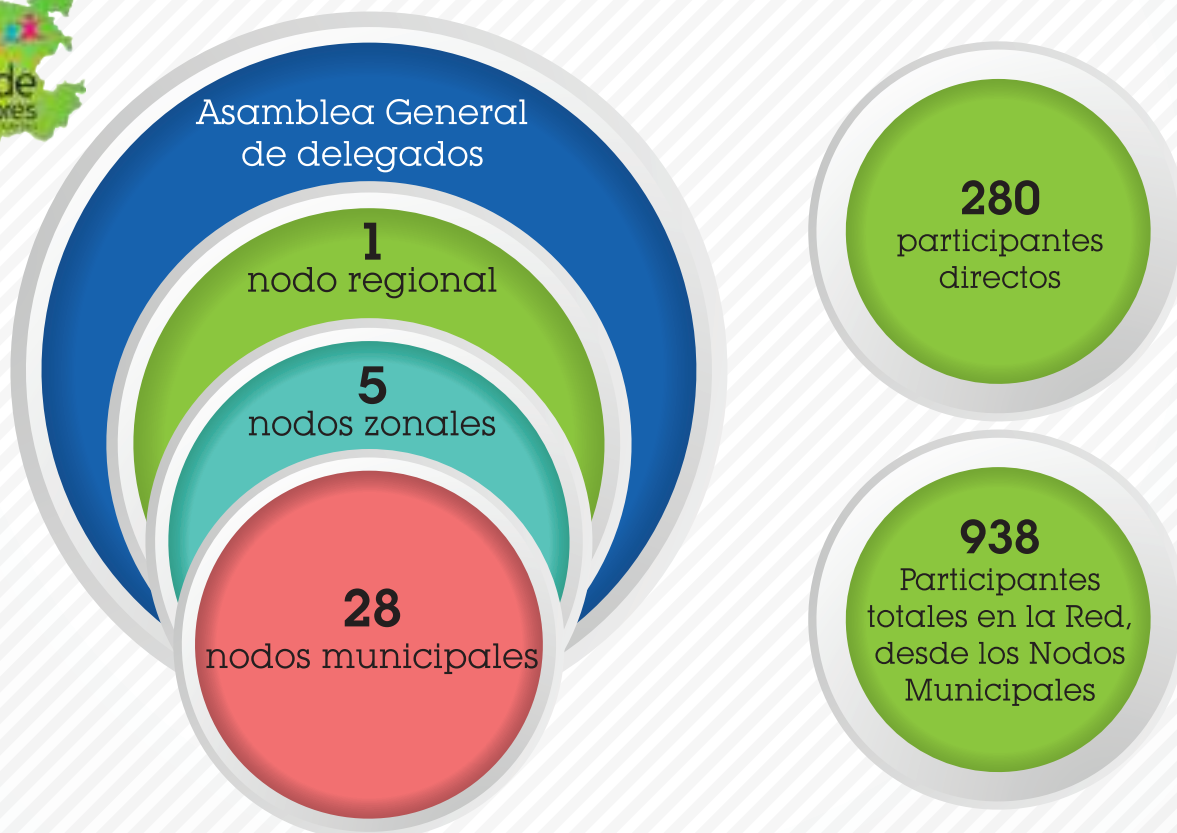 de
Asamblea General
de delegados
1
nodo regional
5
nodos zonales
28
nodos municipales
280
participantes
directos
938
Participantes
totales en la Red,
desde los Nodos
Municipales